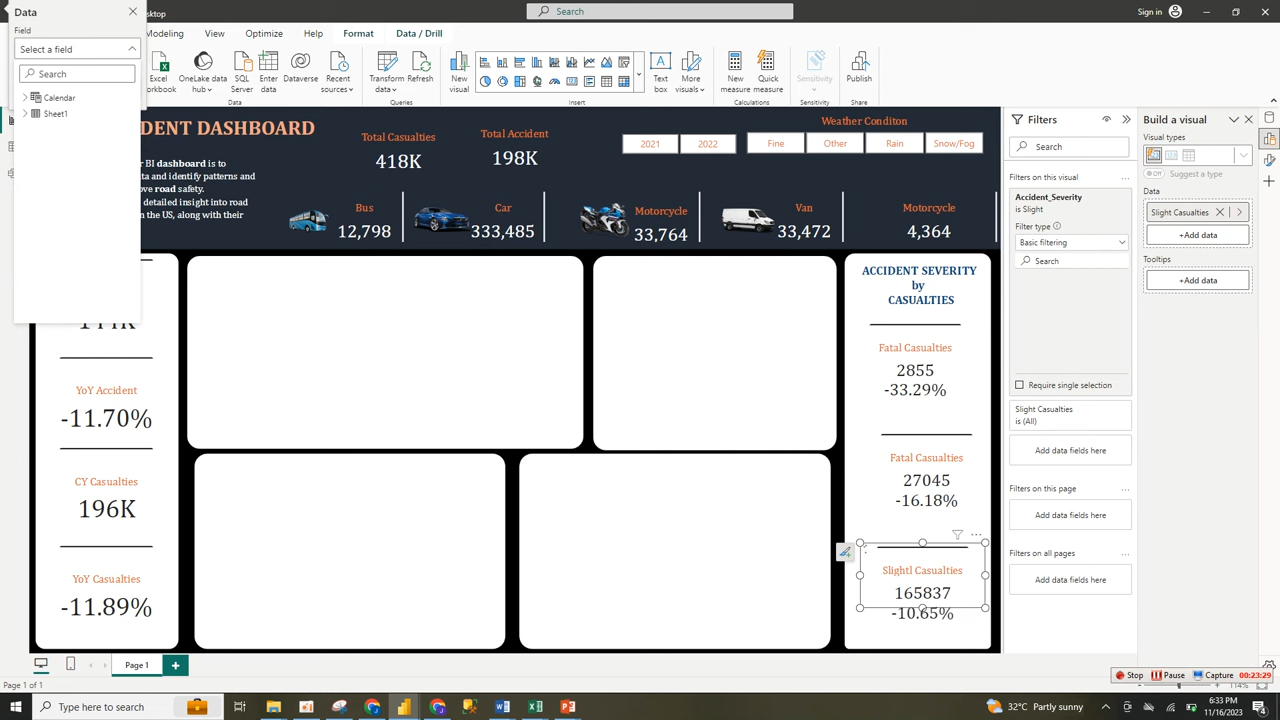 Data
Field
Select a field
Search
Calendar
Sheet1
sktop
Search
Sign in
Modeling
View
Optimize
Help
Format
Data / Drill
Excel
workbook
OneLake data
hub
SQL
Server
Enter
data
Dataverse
Recent
sources
Transform
data
Refresh
New
visual
Text
box
More
visuals
New
measure
Quick
measure
Sensitivity
Publish
Data
Queries
Insert
Calculations
Sensitivity
Share
DENT DASHBOARD
r BI dashboard is to
ta and identify patterns and
ove road safety.
detailed insight into road
n the US, along with their
Total Casualties
418K
Total Accident
198K
2021
2022
Weather Conditon
Fine
Other
Rain
Snow/Fog
Bus
12,798
Car
333,485
Motorcycle
33,764
Van
33,472
Motorcycle
4,364
144K
YoY Accident
-11.70%
CY Casualties
196K
YoY Casualties
-11.89%
ACCIDENT SEVERITY
by
CASUALTIES
Fatal Casualties
2855
-33.29%
Fatal Casualties
27045
-16.18%
Slightl Casualties
165837
-10.65%
Filters
Search
Filters on this visual
Accident_Severity
is Slight
Filter type
Basic filtering
Search
Require single selection
Slight Casualties
is (All)
Add data fields here
Filters on this page
Add data fields here
Filters on all pages
Add data fields here
Build a visual
Visual types
Off
Suggest a type
Data
Slight Casualties
+Add data
Tooltips
+Add data
Page 1
Page 1 of 1
Stop
Pause
Capture
00:23:29
114%
Type here to search
32°C Partly sunny
6:33 PM
11/16/2023